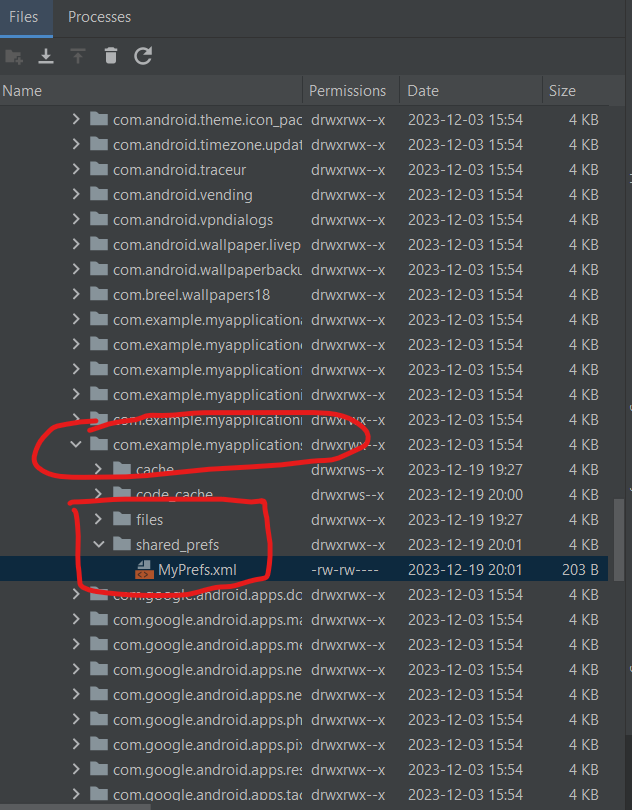 Files Processes
Name Permissions Date Size
com.android.theme.icon_pac drwxrwx--x 2023-12-03 15:54 4 KB
com.android.timezone.updat drwxrwx--x 2023-12-03 15:54 4 KB
com.android.traceur drwxrwx--x 2023-12-03 15:54 4 KB
com.android.vending drwxrwx--x 2023-12-03 15:54 4 KB
com.android.vpndialogs drwxrwx--x 2023-12-03 15:54 4 KB
com.android.wallpaper.livep drwxrwx--x 2023-12-03 15:54 4 KB
com.android.wallpaperbacku drwxrwx--x 2023-12-03 15:54 4 KB
com.breel.wallpapers18 drwxrwx--x 2023-12-03 15:54 4 KB
com.example.myapplicationa drwxrwx--x 2023-12-03 15:54 4 KB
com.example.myapplicatione drwxrwx--x 2023-12-03 15:54 4 KB
com.example.myapplicationf drwxrwx--x 2023-12-03 15:54 4 KB
com.example.myapplicationi drwxrwx--x 2023-12-03 15:54 4 KB
drwxrwx--x 2023-12-03 15:54 4 KB
com.example.myapplications drwxrwx--x 2023-12-03 15:54 4 KB
cache drwxrws--x 2023-12-19 19:27 4 KB
code_cache drwxrws--x 2023-12-19 20:00 4 KB
files drwxrwx--x 2023-12-19 19:27 4 KB
shared_prefs drwxrwx--x 2023-12-19 20:01 4 KB
MyPrefs.xml -rw-rw---- 2023-12-19 20:01 203 B
com.google.android.apps.do drwxrwx--x 2023-12-03 15:54 4 KB
com.google.android.apps.ma drwxrwx--x 2023-12-03 15:54 4 KB
com.google.android.apps.me drwxrwx--x 2023-12-03 15:54 4 KB
com.google.android.apps.ne drwxrwx--x 2023-12-03 15:54 4 KB
com.google.android.apps.ne drwxrwx--x 2023-12-03 15:54 4 KB
com.google.android.apps.ph drwxrwx--x 2023-12-03 15:54 4 KB
com.google.android.apps.pix drwxrwx--x 2023-12-03 15:54 4 KB
com.google.android.apps.res drwxrwx--x 2023-12-03 15:54 4 KB
com.google.android.apps.tag drwxrwx--x 2023-12-03 15:54 4 KB